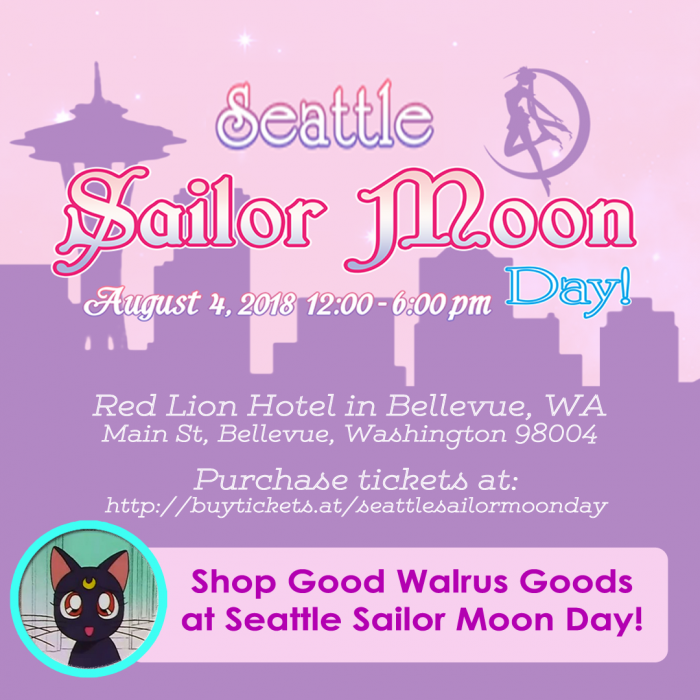 Seattle
Sailor Moon
Day!
August 4, 2018 12:00-6:00 pm
Red Lion Hotel in Bellevue, WA
Main St, Bellevue, Washington 98004
Purchase tickets at:
http://buytickets.at/seattlesailormoonday
Shop Good Walrus Goods
at Seattle Sailor Moon Day!